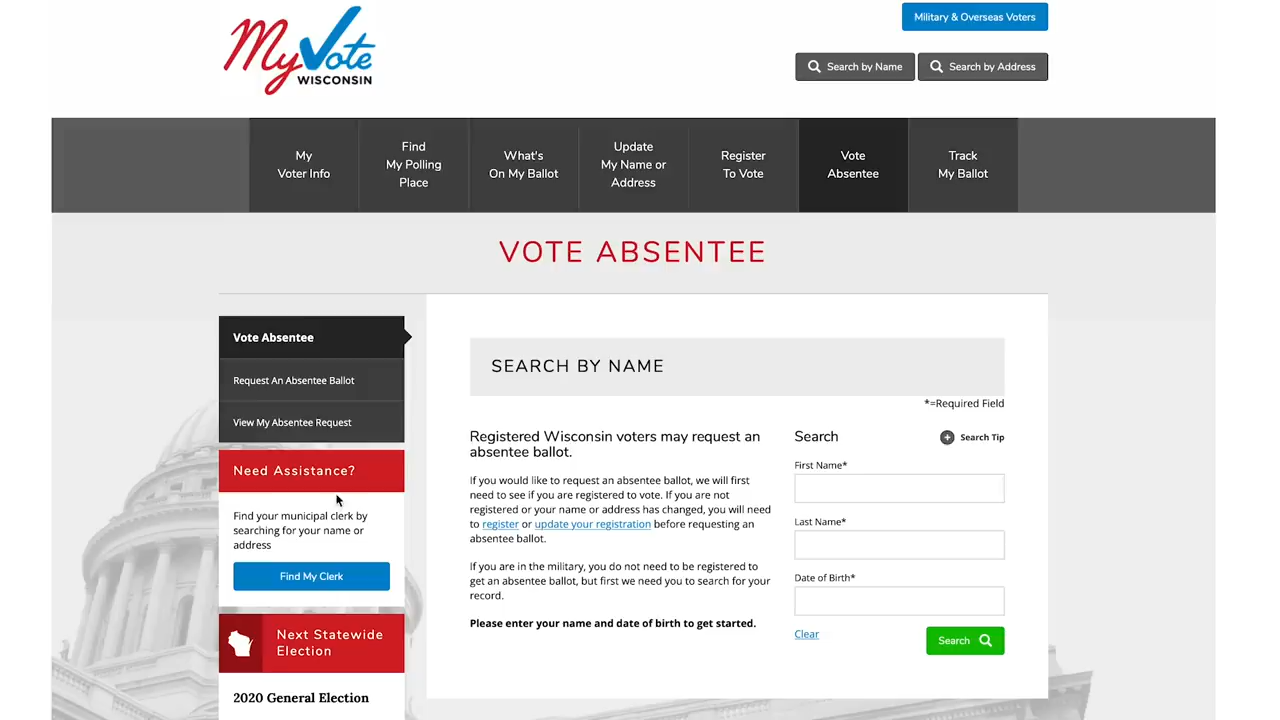 MyVote
WISCONSIN
Military & Overseas Voters
Search by Name
Search by Address
My
Voter Info
Find
My Polling
Place
What's
On My Ballot
Update
My Name or
Address
Register
To Vote
Vote
Absentee
Track
My Ballot
VOTE ABSENTEE
Vote Absentee
Request An Absentee Ballot
View My Absentee Request
Need Assistance?
Find your municipal clerk by
searching for your name or
address
Find My Clerk
Next Statewide
Election
2020 General Election
SEARCH BY NAME
*=Required Field
Registered Wisconsin voters may request an
absentee ballot.
If you would like to request an absentee ballot, we will first
need to see if you are registered to vote. If you are not
registered or your name or address has changed, you will need
to register or update your registration before requesting an
absentee ballot.
If you are in the military, you do not need to be registered to
get an absentee ballot, but first we need you to search for your
record.
Please enter your name and date of birth to get started.
Search
Search Tip
First Name*
Last Name*
Date of Birth*
Clear
Search